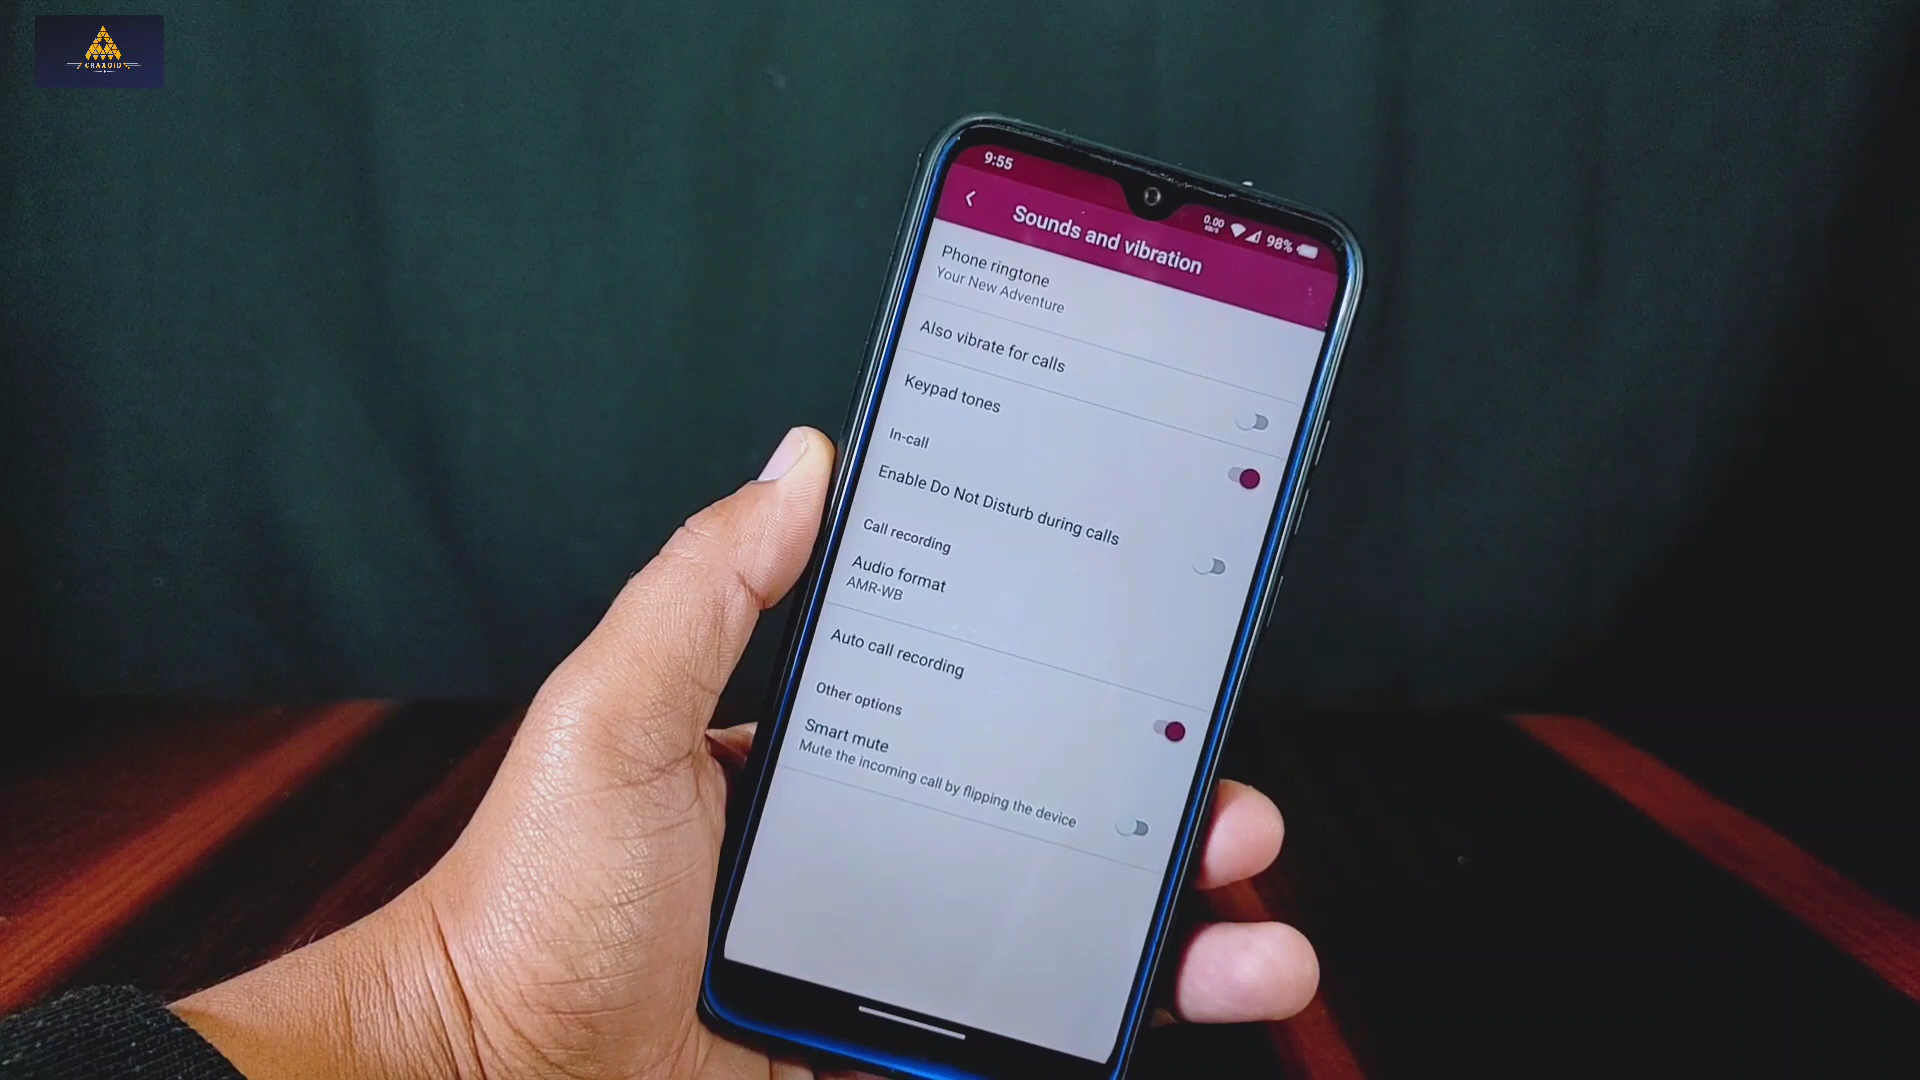 CRAXOID
9:55
0.00
KB/S
98%
Sounds and vibration
Phone ringtone
Your New Adventure
Also vibrate for calls
Keypad tones
In-call
Enable Do Not Disturb during calls
Call recording
Audio format
AMR-WB
Auto call recording
Other options
Smart mute
Mute the incoming call by flipping the device